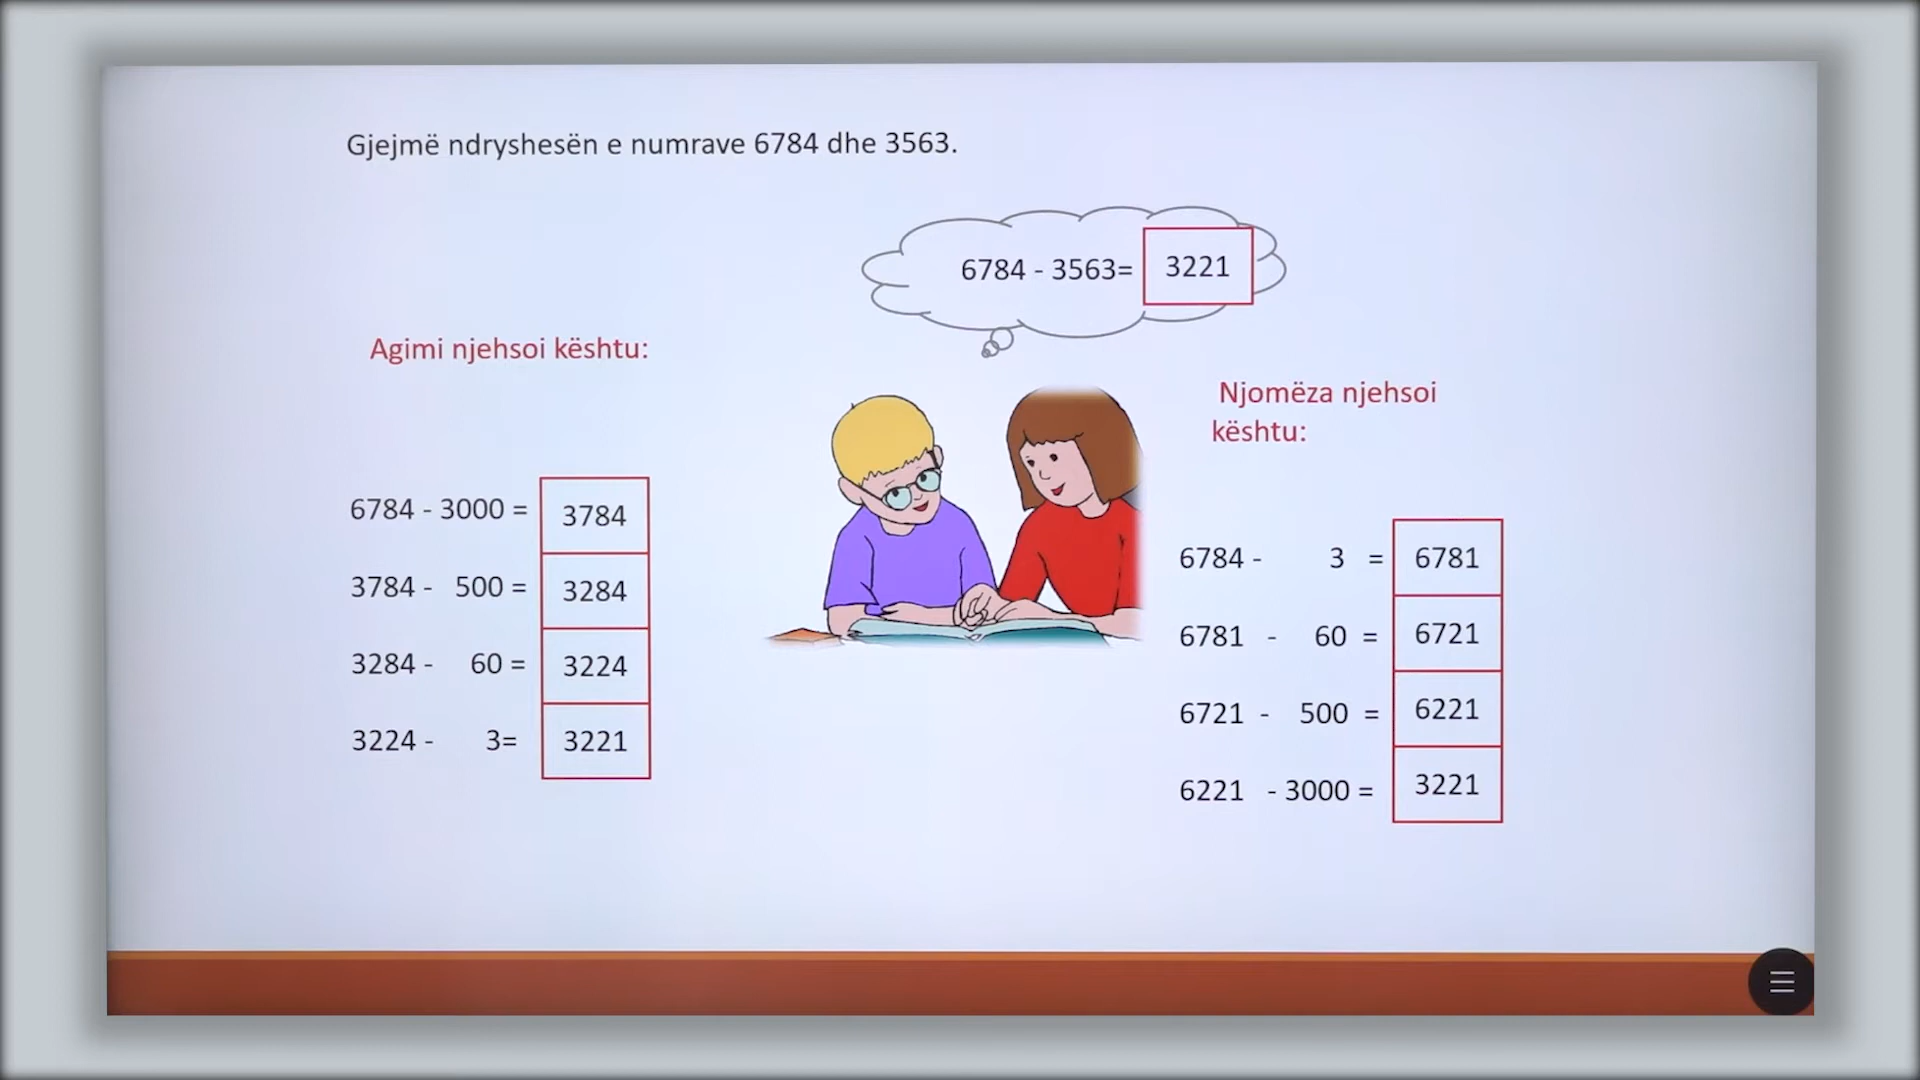 Gjejmë ndryshesën e numrave 6784 dhe 3563.
6784 - 3563= 3221
Agimi njehsoi kështu:
6784 - 3000 = 3784
3784 - 500 = 3284
3284 - 60 = 3224
3224 - 3= 3221
Njomëza njehsoi
kështu:
6784 - 3 = 6781
6781 - 60 = 6721
6721 - 500 = 6221
6221 - 3000 = 3221